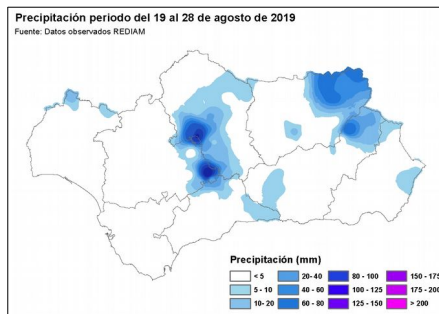 Precipitación periodo del 19 al 28 de agosto de 2019
Fuente: Datos observados REDIAM
Precipitación (mm)
< 5
20-40
80 - 100
150 - 175
5 - 10
40 - 60
100 - 125
175 - 200
10 - 20
60 - 80
125 - 150
> 200